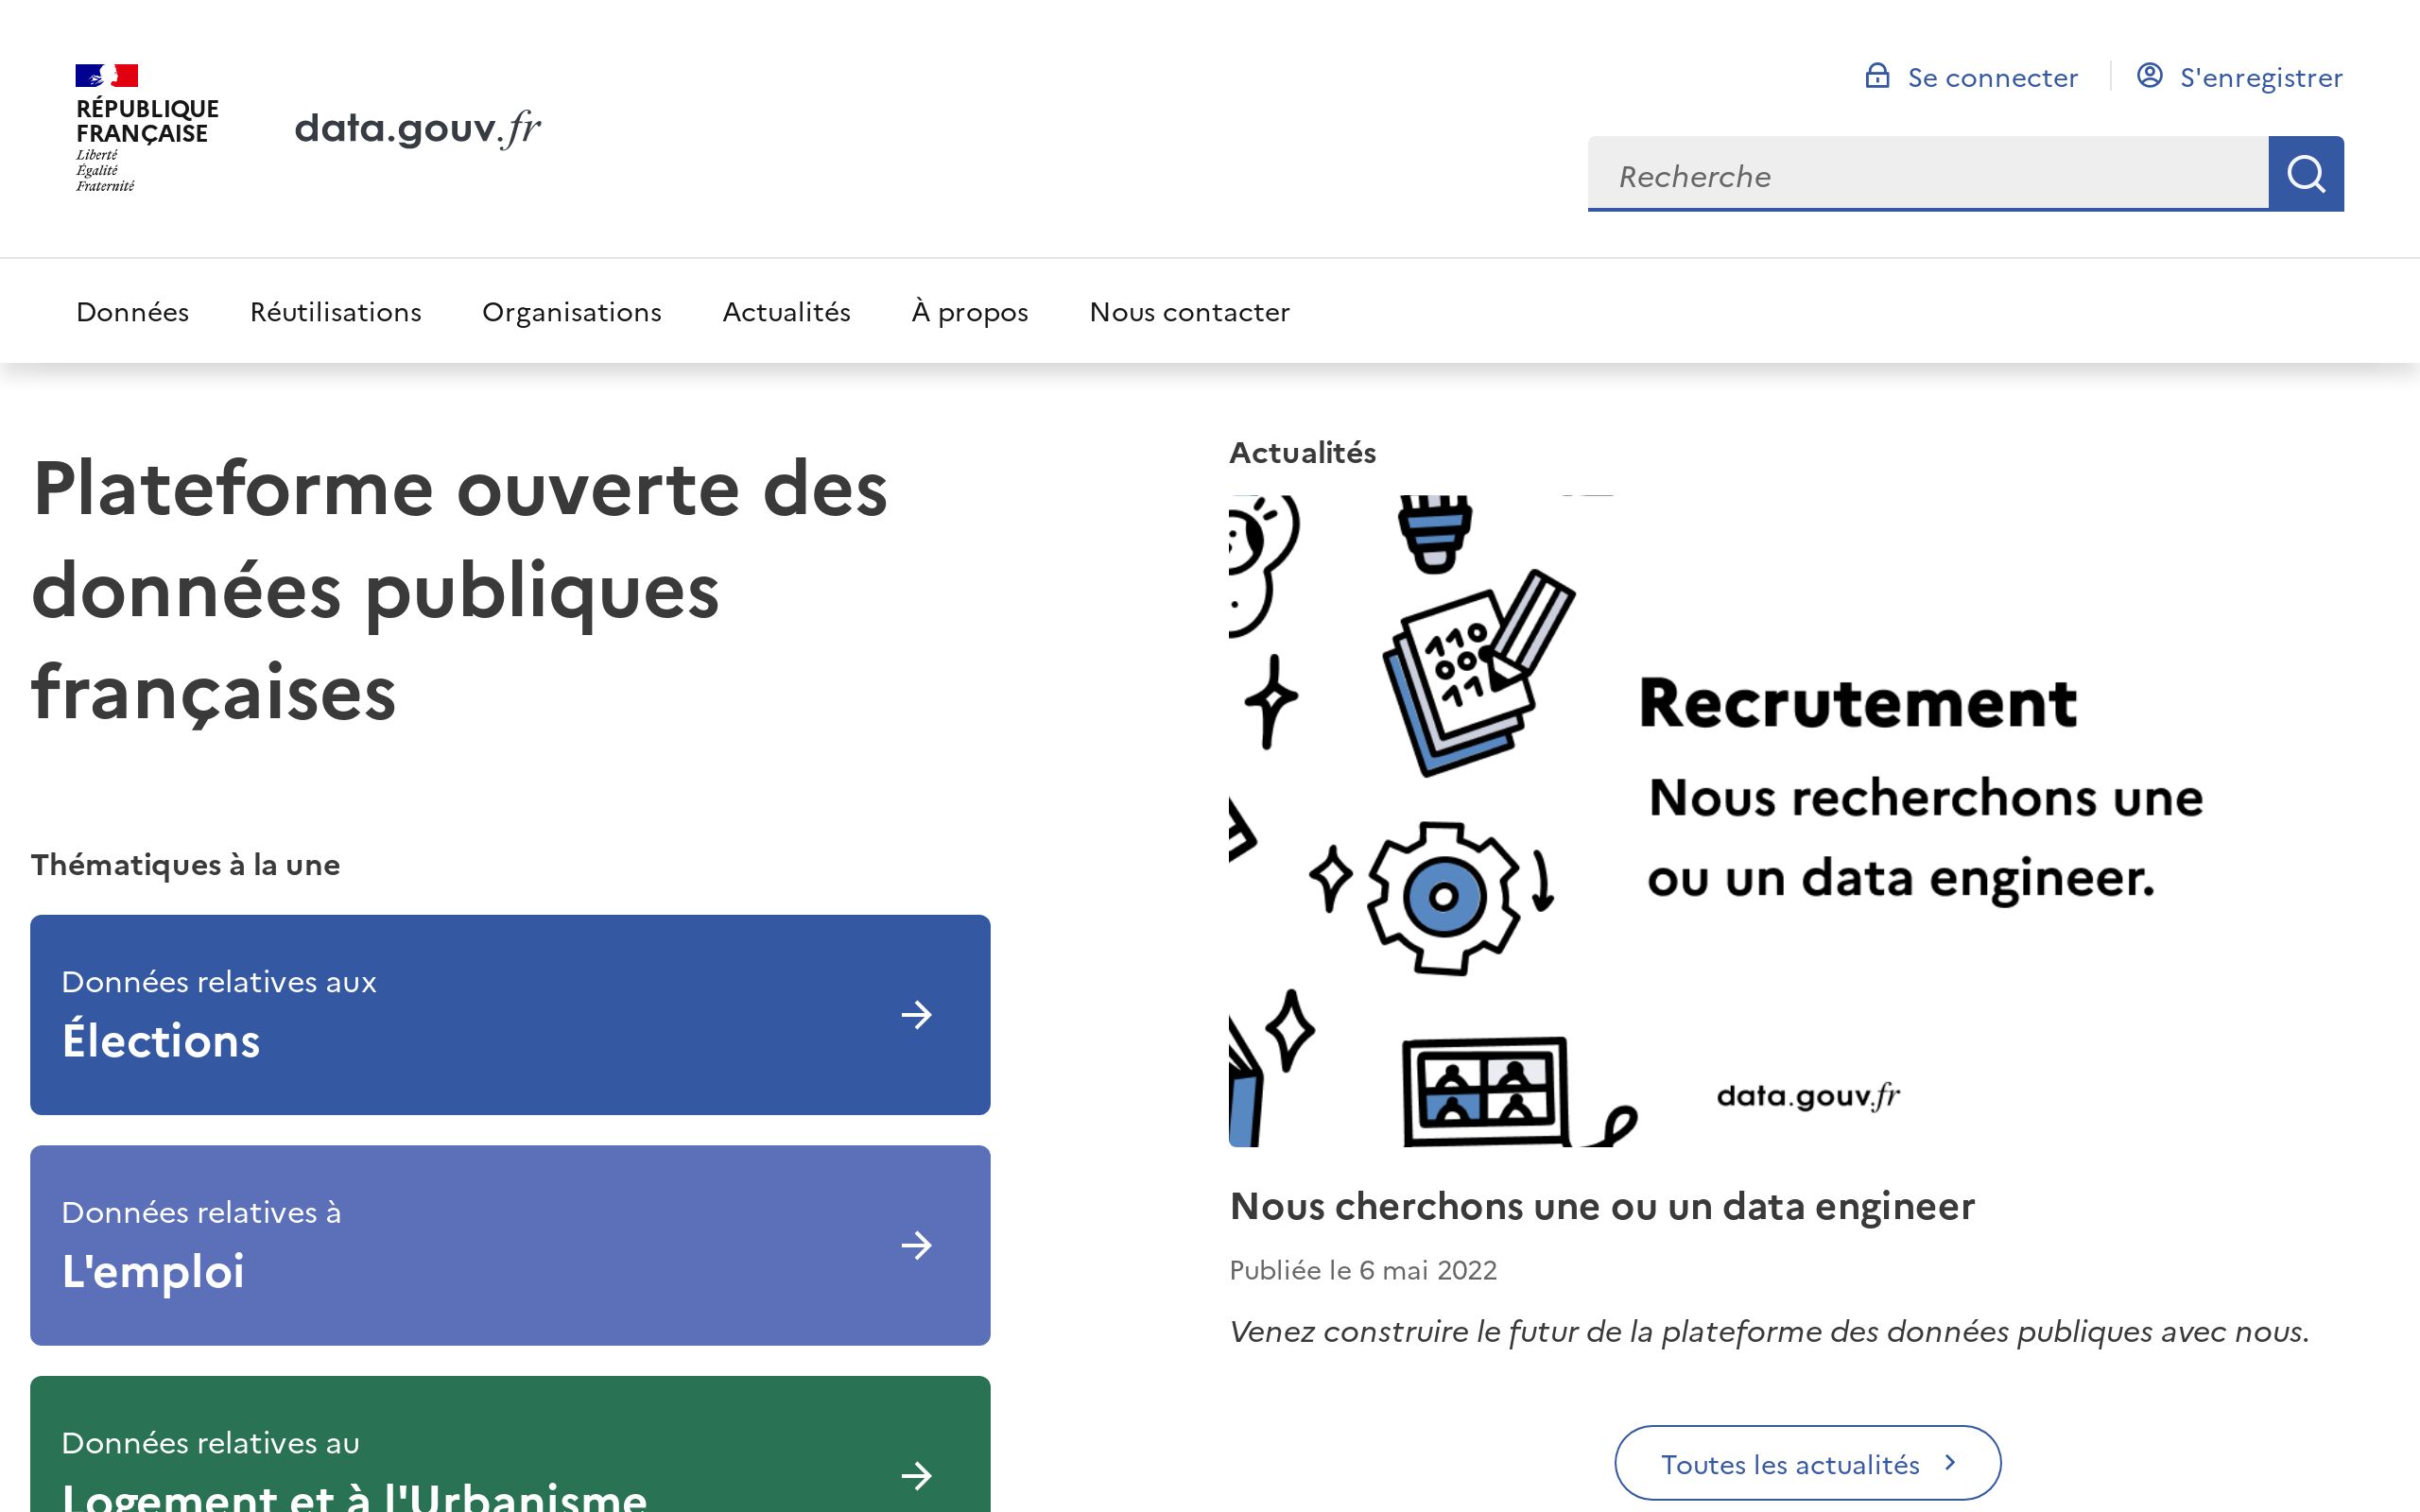 RÉPUBLIQUE
FRANÇAISE
Liberté
Égalité
Fraternité
data.gouv.fr
Se connecter
S'enregistrer
Recherche
Données
Réutilisations
Organisations
Actualités
À propos
Nous contacter
Plateforme ouverte des
données publiques
françaises
Thématiques à la une
Données relatives aux
Élections
Données relatives à
L'emploi
Données relatives au
Logement et à l'Urbanisme
Actualités
110
00
11
Recrutement
Nous recherchons une
ou un data engineer.
data.gouv.fr
Nous cherchons une ou un data engineer
Publiée le 6 mai 2022
Venez construire le futur de la plateforme des données publiques avec nous.
Toutes les actualités